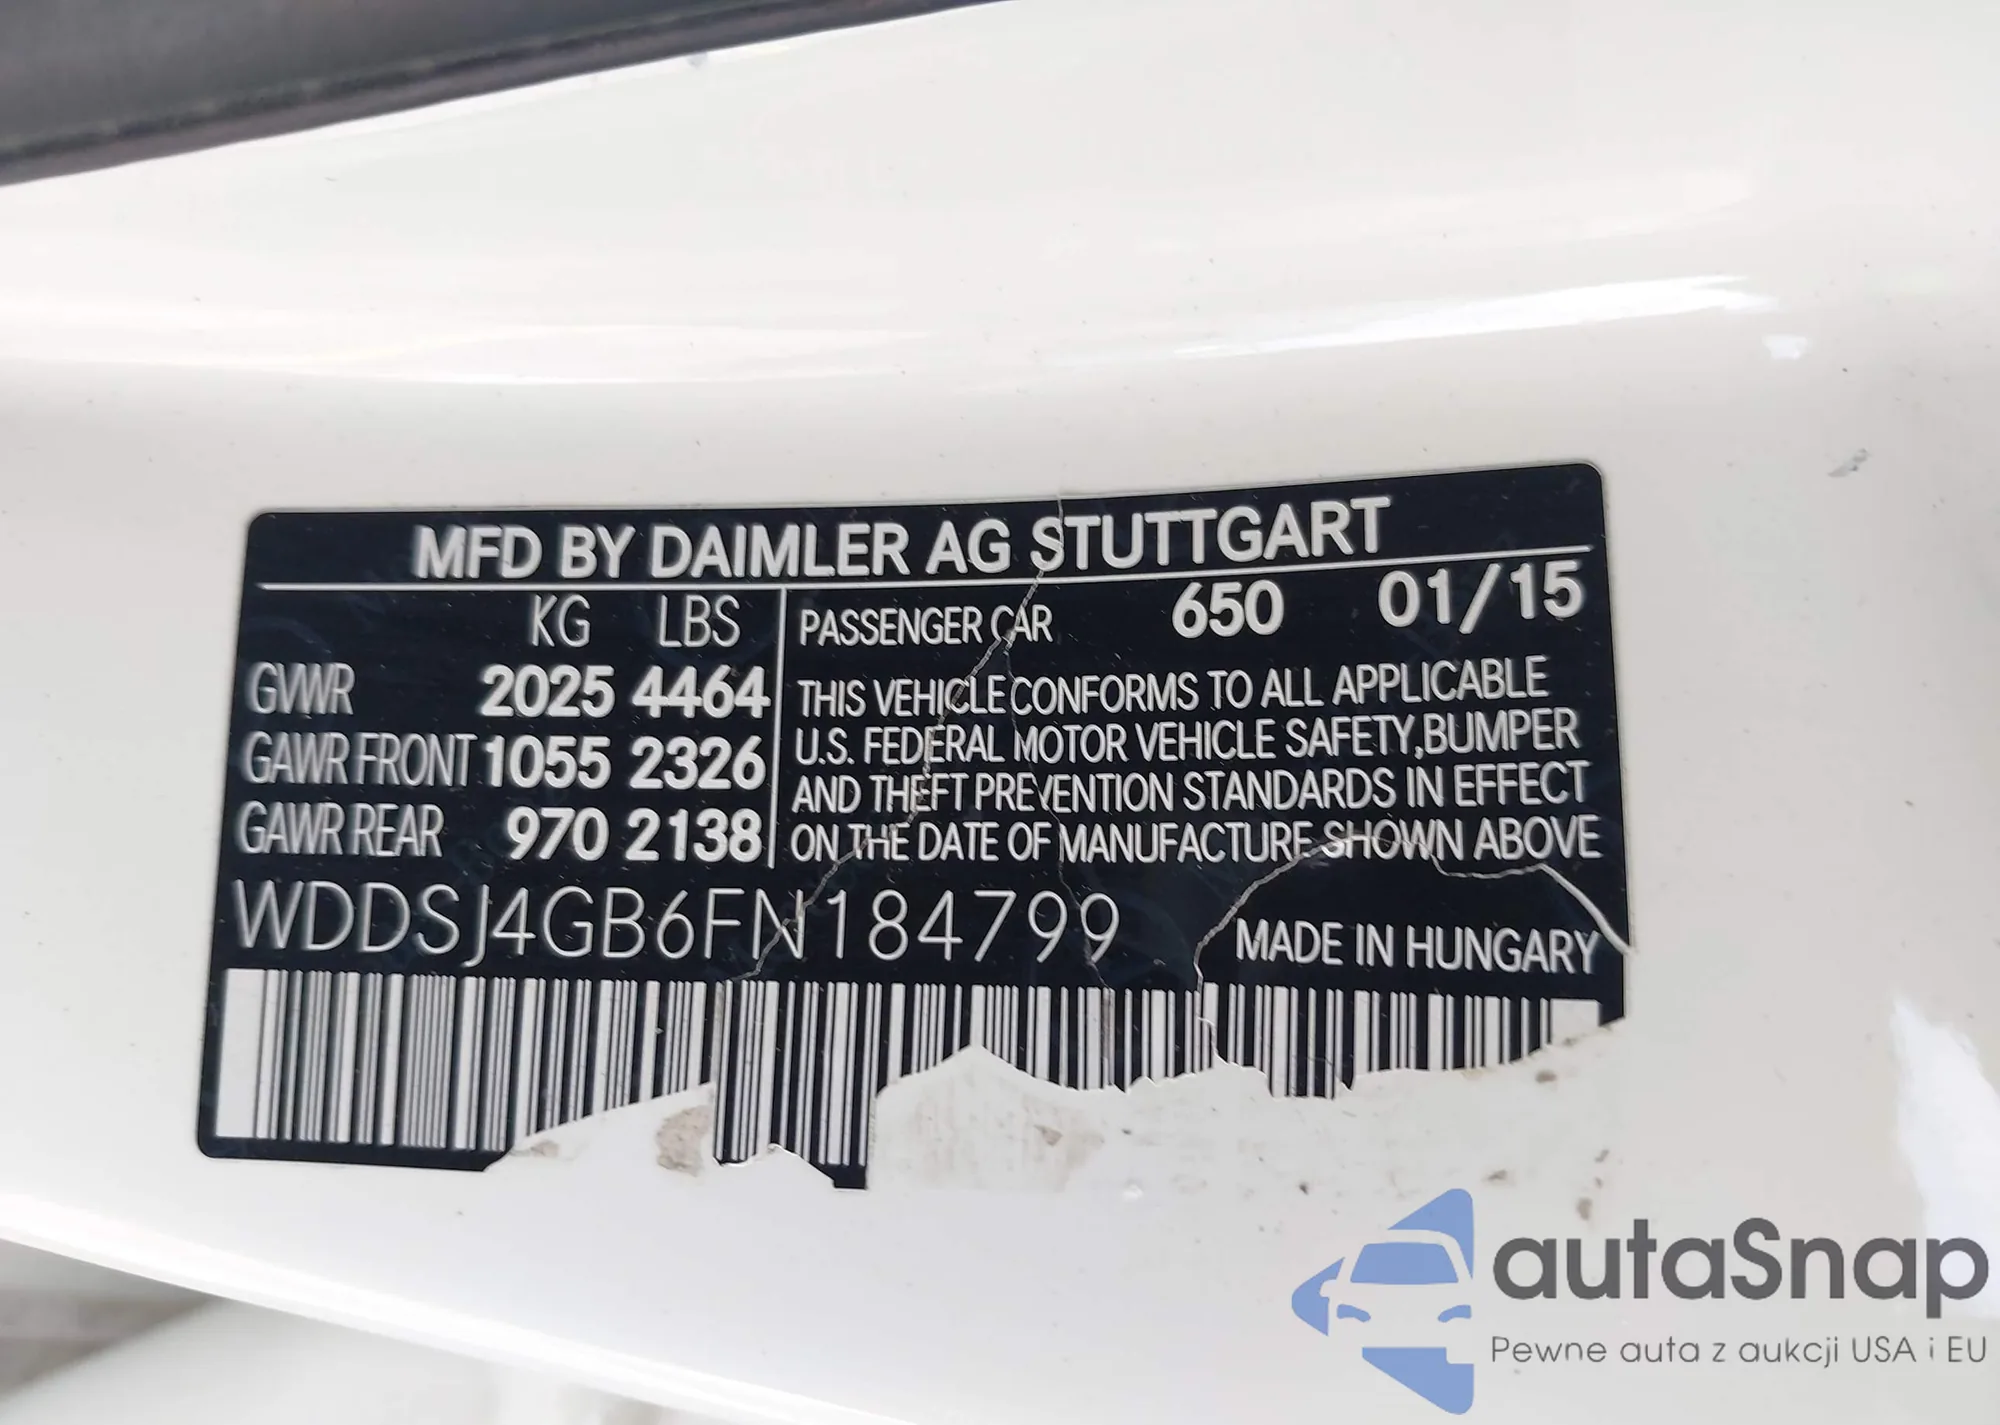 MFD BY DAIMLER AG STUTTGART
KG LBS
GVWR 2025 4464
GAWR FRONT 1055 2326
GAWR REAR 970 2138
PASSENGER CAR 650 01/15
THIS VEHICLE CONFORMS TO ALL APPLICABLE
U.S. FEDERAL MOTOR VEHICLE SAFETY, BUMPER
AND THEFT PREVENTION STANDARDS IN EFFECT
ON THE DATE OF MANUFACTURE SHOWN ABOVE
WDDSJ4GB6FN184799
MADE IN HUNGARY
autaSnap
Pewne auta z aukcji USA i EU